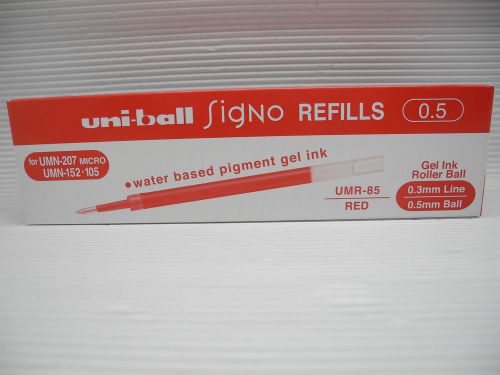 uni-ball Signo REFILLS 0.5
for UMN-207 MICRO
UMN-152·105
•water based pigment gel ink
UMR-85
RED
Gel Ink
Roller Ball
0.3mm Line
0.5mm Ball